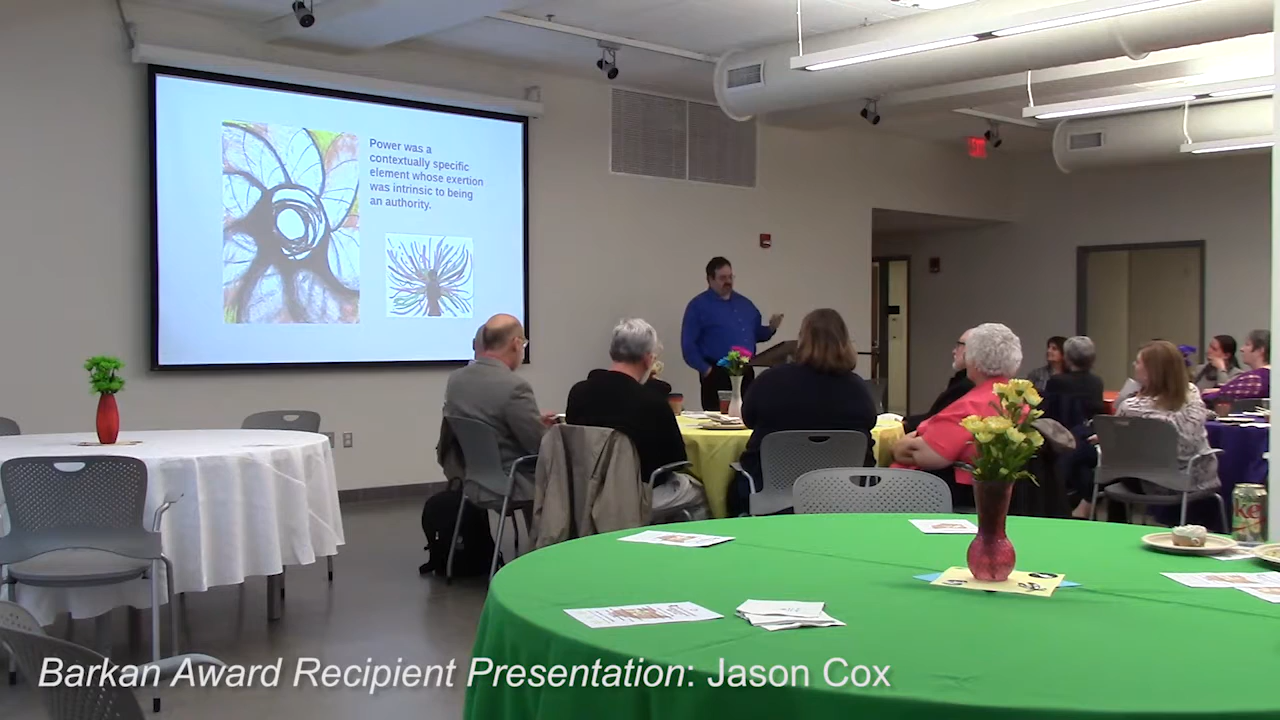 Power was a
contextually specific
element whose exertion
was intrinsic to being
an authority.
EXIT
Barkan Award Recipient Presentation: Jason Cox